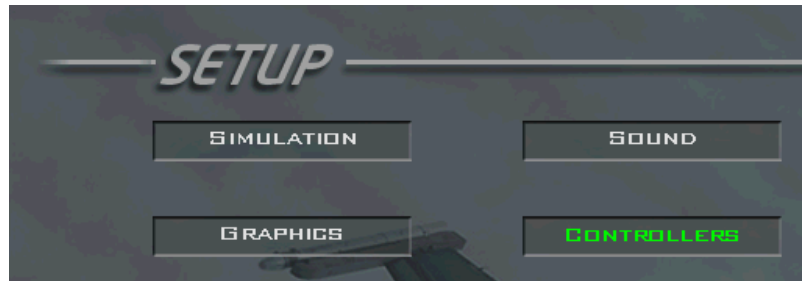 SETUP
SIMULATION
SOUND
GRAPHICS
CONTROLLERS